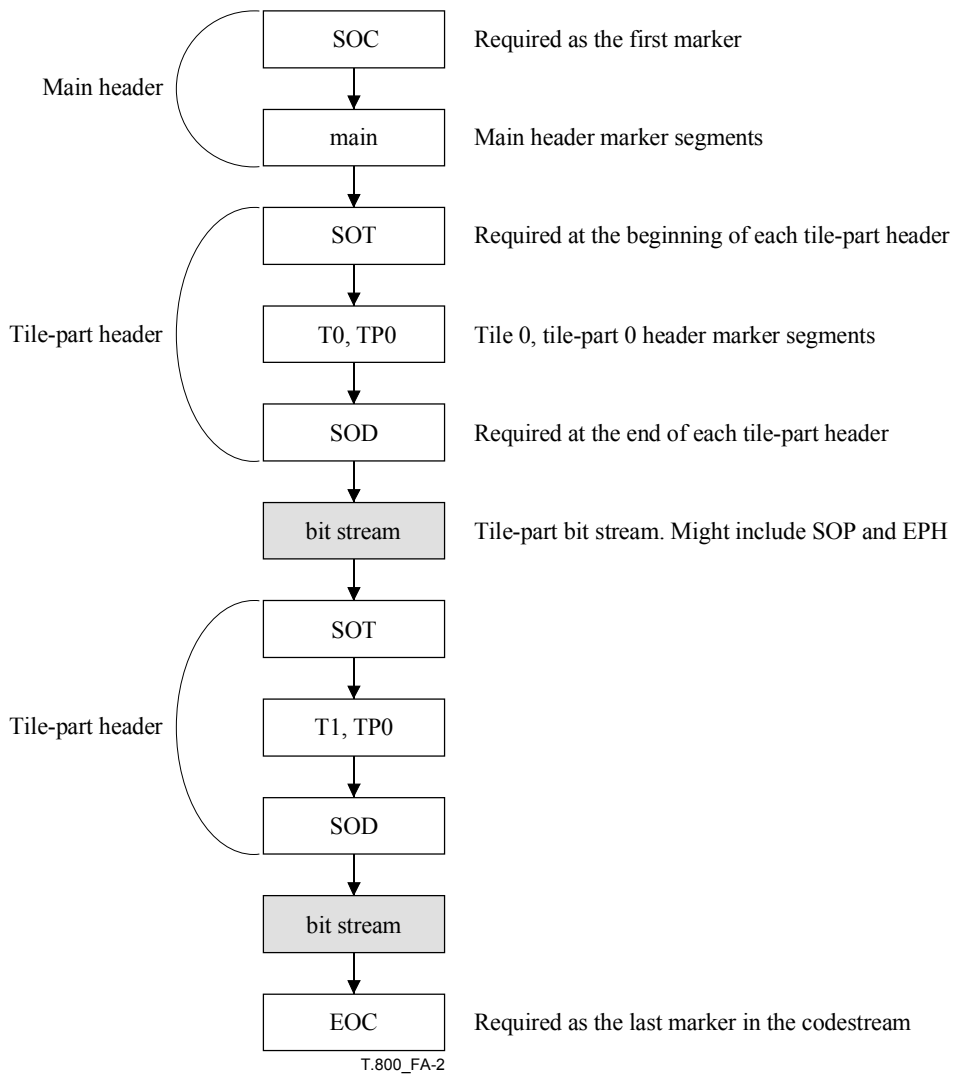 SOC Required as the first marker
Main header
main Main header marker segments
SOT Required at the beginning of each tile-part header
Tile-part header T0, TP0 Tile 0, tile-part 0 header marker segments
SOD Required at the end of each tile-part header
bit stream Tile-part bit stream. Might include SOP and EPH
SOT
Tile-part header T1, TP0
SOD
bit stream
EOC Required as the last marker in the codestream
T.800_FA-2